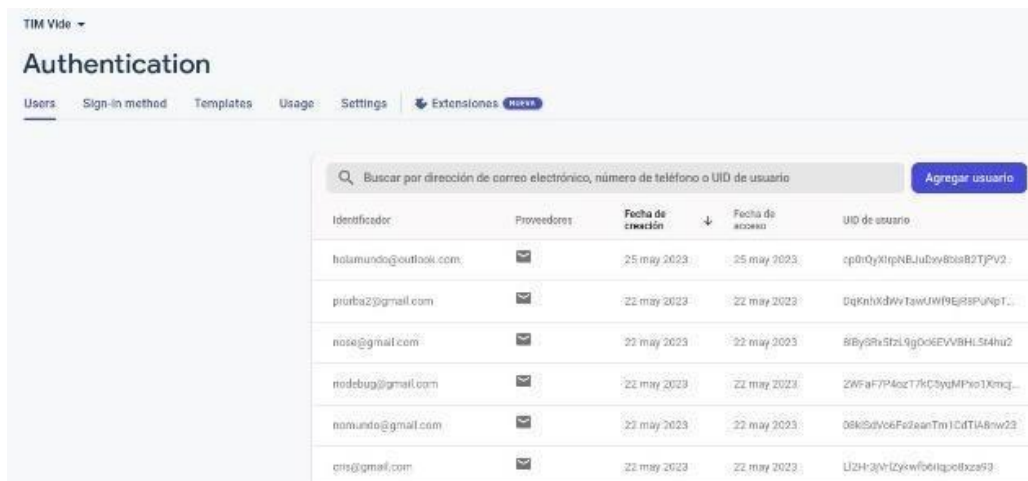 TIM Vide
Authentication
Users Sign-in method Templates Usage Settings Extensiones NUEVA
Buscar por dirección de correo electrónico, número de teléfono o UID de usuario Agregar usuario
Identificador Proveedores Fecha de creación Fecha de acceso UID de usuario
holamundo@outlook.com 25 may 2023 25 may 2023
22 may 2023 22 may 2023
nose@gmail.com 22 may 2023 22 may 2023
nodebug@gmail.com 22 may 2023 22 may 2023
nomundo@gmail.com 22 may 2023 22 may 2023
cris@gmail.com 22 may 2023 22 may 2023